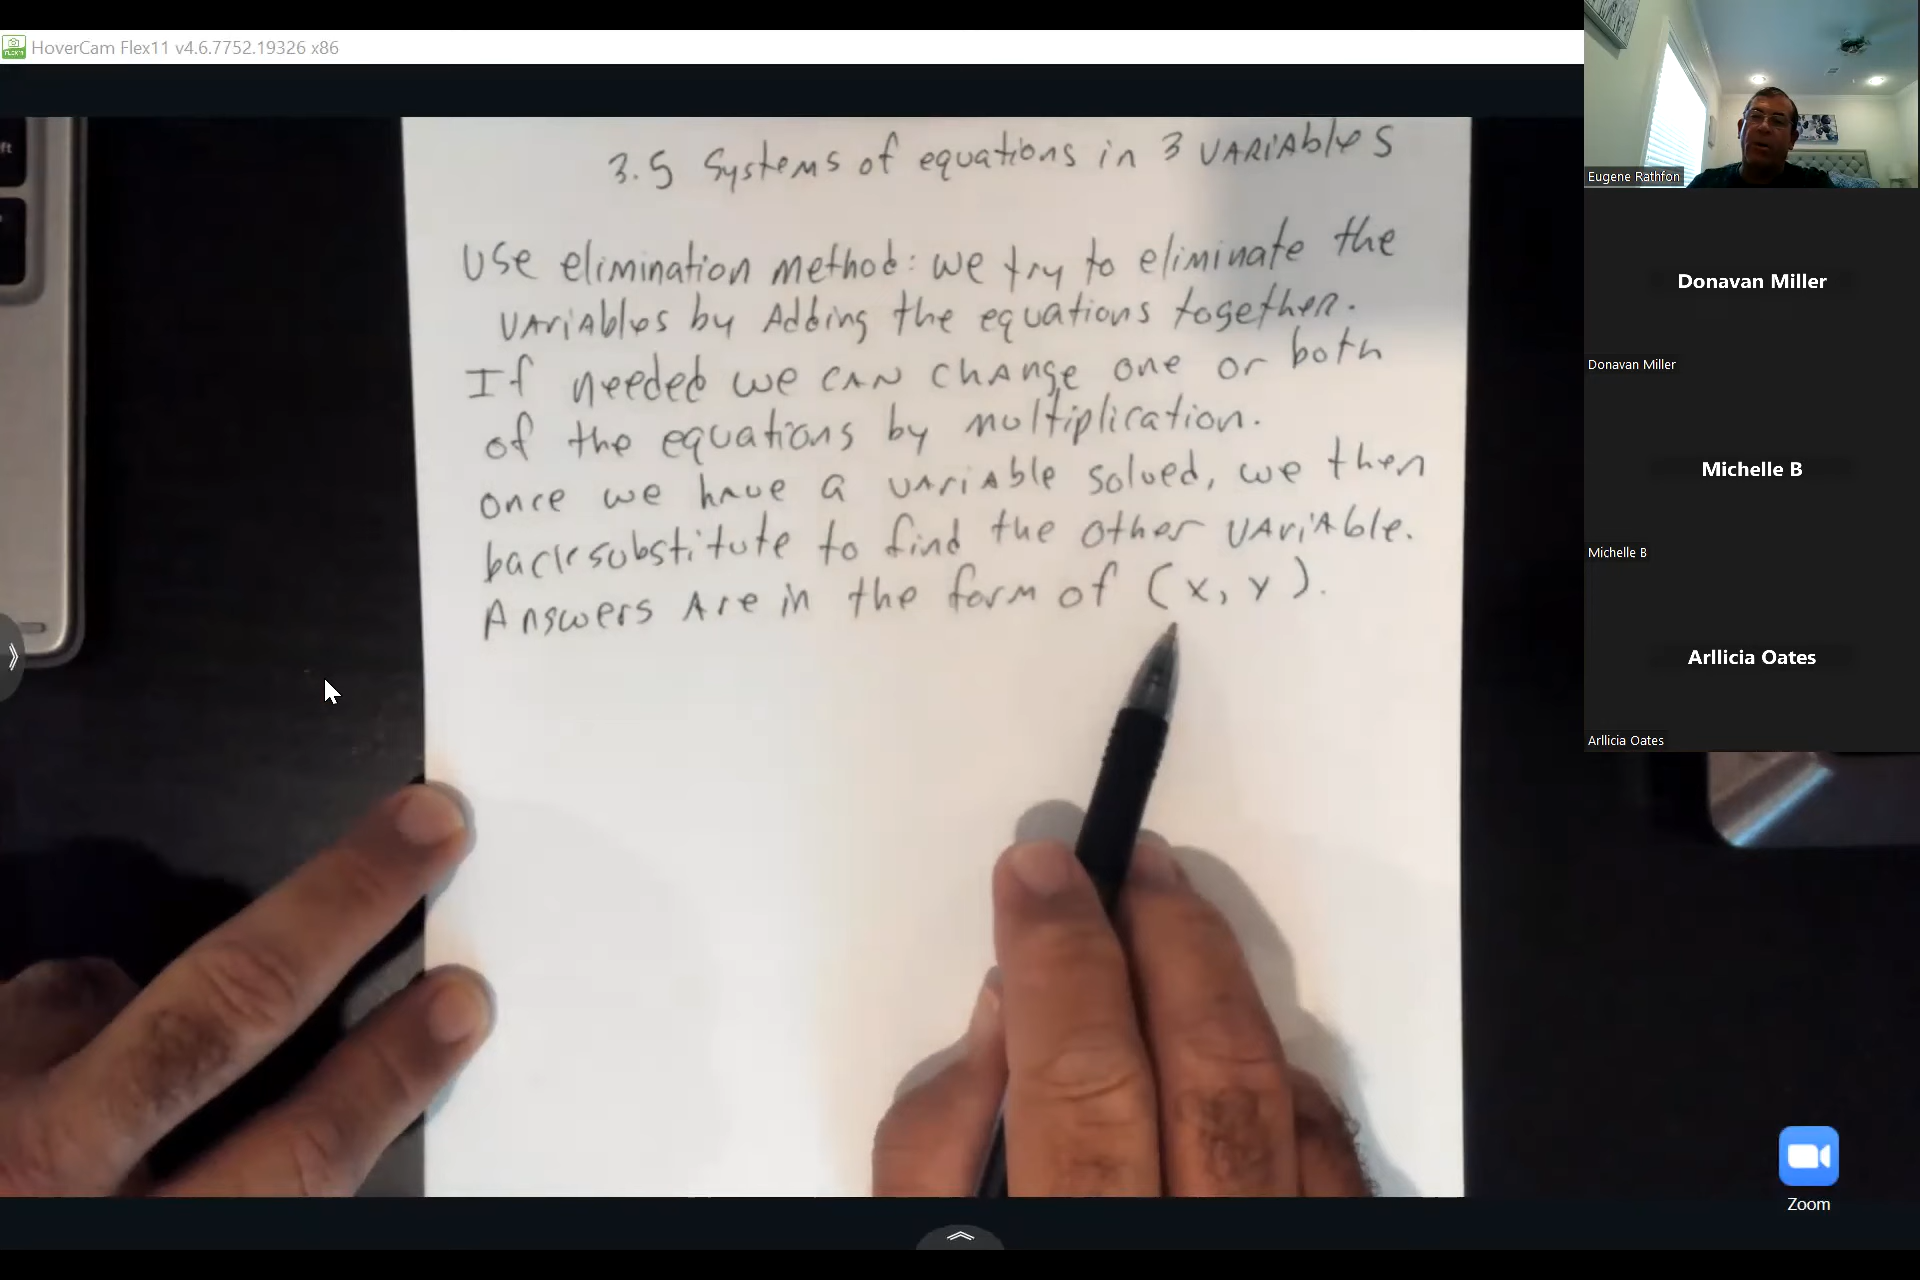 HoverCam Flex11 v4.6.7752.19326 x86
3.5 Systems of equations in 3 VARIAbles
Use elimination method: we try to eliminate the
VARIAbles by Adding the equations together.
If needed we CAN change one or both
of the equations by multiplication.
once we have a variable solved, we then
backsubstitute to find the other VARiAble.
Answers Are in the form of (x, y).
ft
Eugene Rathfon
Donavan Miller
Donavan Miller
Michelle B
Michelle B
Arllicia Oates
Arllicia Oates
Zoom